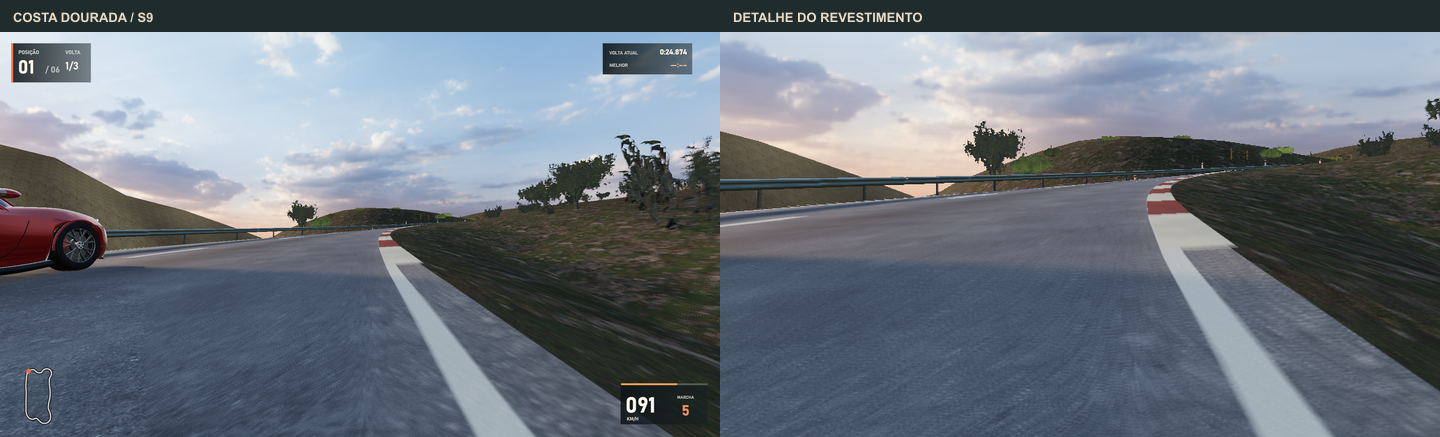 COSTA DOURADA / S9
DETALHE DO REVESTIMENTO
POSIÇÃO
VOLTA
01 / 06
1/3
VOLTA ATUAL 0:24.874
MELHOR --:--
091
KM/H
MARCHA
5